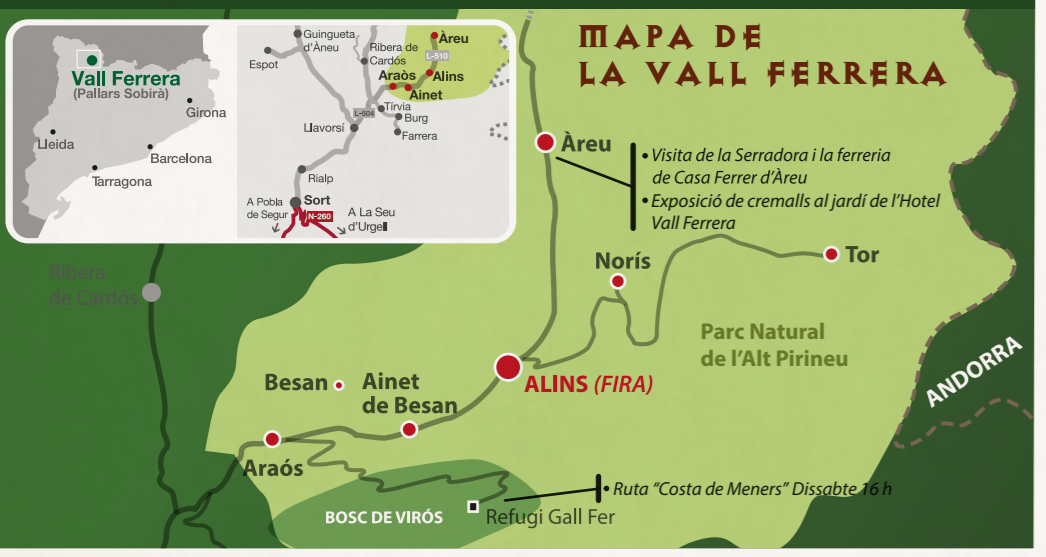 MAPA DE
LA VALL FERRERA
Vall Ferrera
(Pallars Sobirà)
Girona
Lleida
Barcelona
Tarragona
Guingueta
d'Àneu
Espot
Ribera de
Cardós
Àreu
L-510
Araòs
Alins
Ainet
Tírvia
L-504
Burg
Llavorsí
Farrera
Rialp
A Pobla
de Segur
Sort
N-260
A La Seu
d'Urgell
Àreu
• Visita de la Serradora i la ferreria
de Casa Ferrer d'Àreu
• Exposició de cremalls al jardí de l'Hotel
Vall Ferrera
Ribera
de Cardós
Norís
Tor
Parc Natural
de l'Alt Pirineu
ANDORRA
ALINS (FIRA)
Besan
Ainet
de Besan
Araós
• Ruta "Costa de Meners" Dissabte 16 h
BOSC DE VIRÓS
Refugi Gall Fer